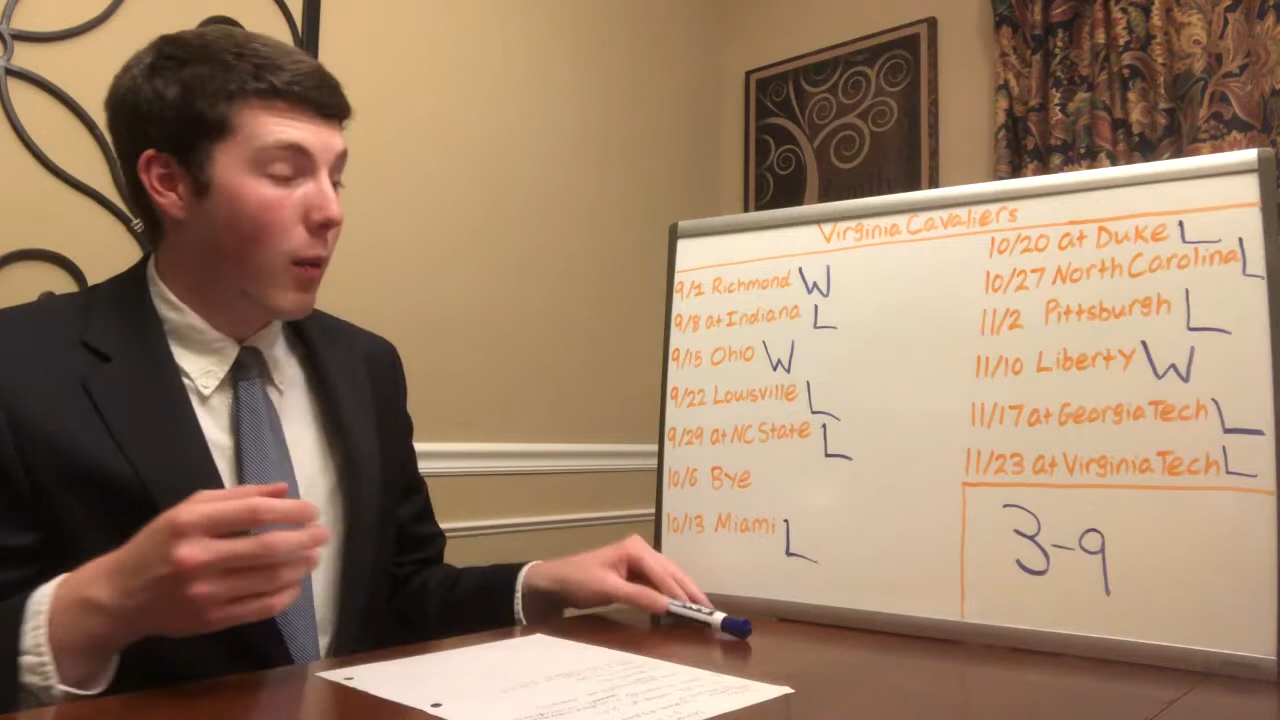 Virginia Cavaliers
9/1 Richmond W
9/8 at Indiana L
9/15 Ohio W
9/22 Lowsville L
9/29 at NC State L
10/6 Bye
10/13 Miami L
10/20 at Duke L
10/27 North Carolina L
11/2 Pittsburgh L
11/10 Liberty W
11/17 at Georgia Tech L
11/23 at Virginia Tech L
3-9